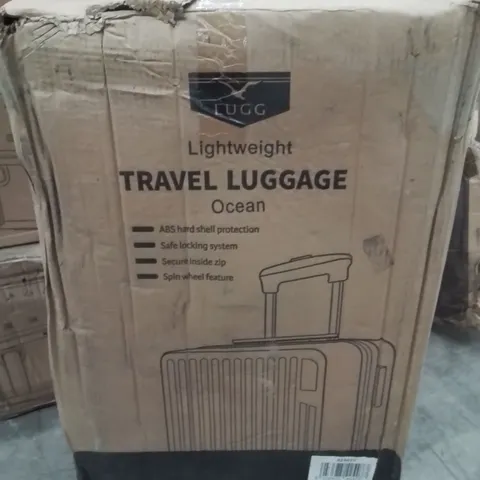 LUGG
Lightweight
TRAVEL LUGGAGE
Ocean
ABS hard shell protection
Safe locking system
Secure inside zip
Spin wheel feature